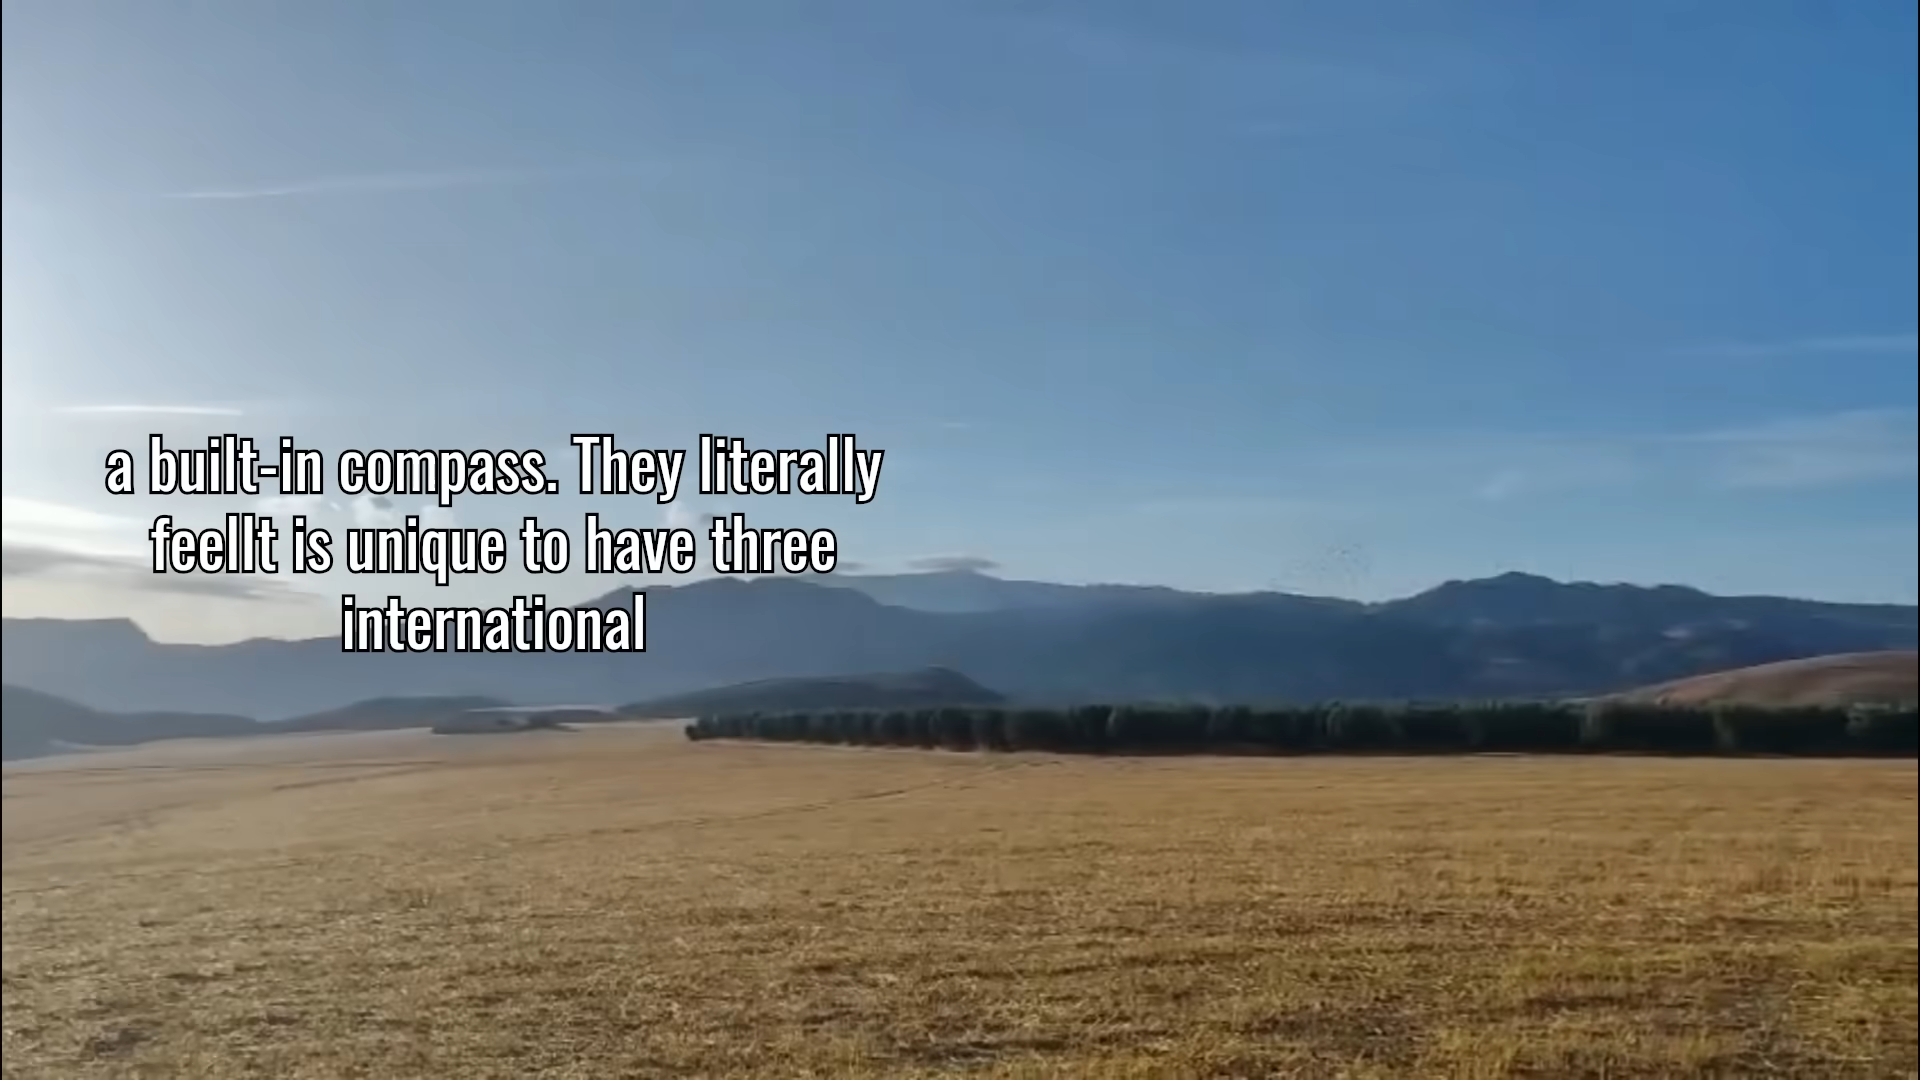 a built-in compass. They literally
feelIt is unique to have three
international